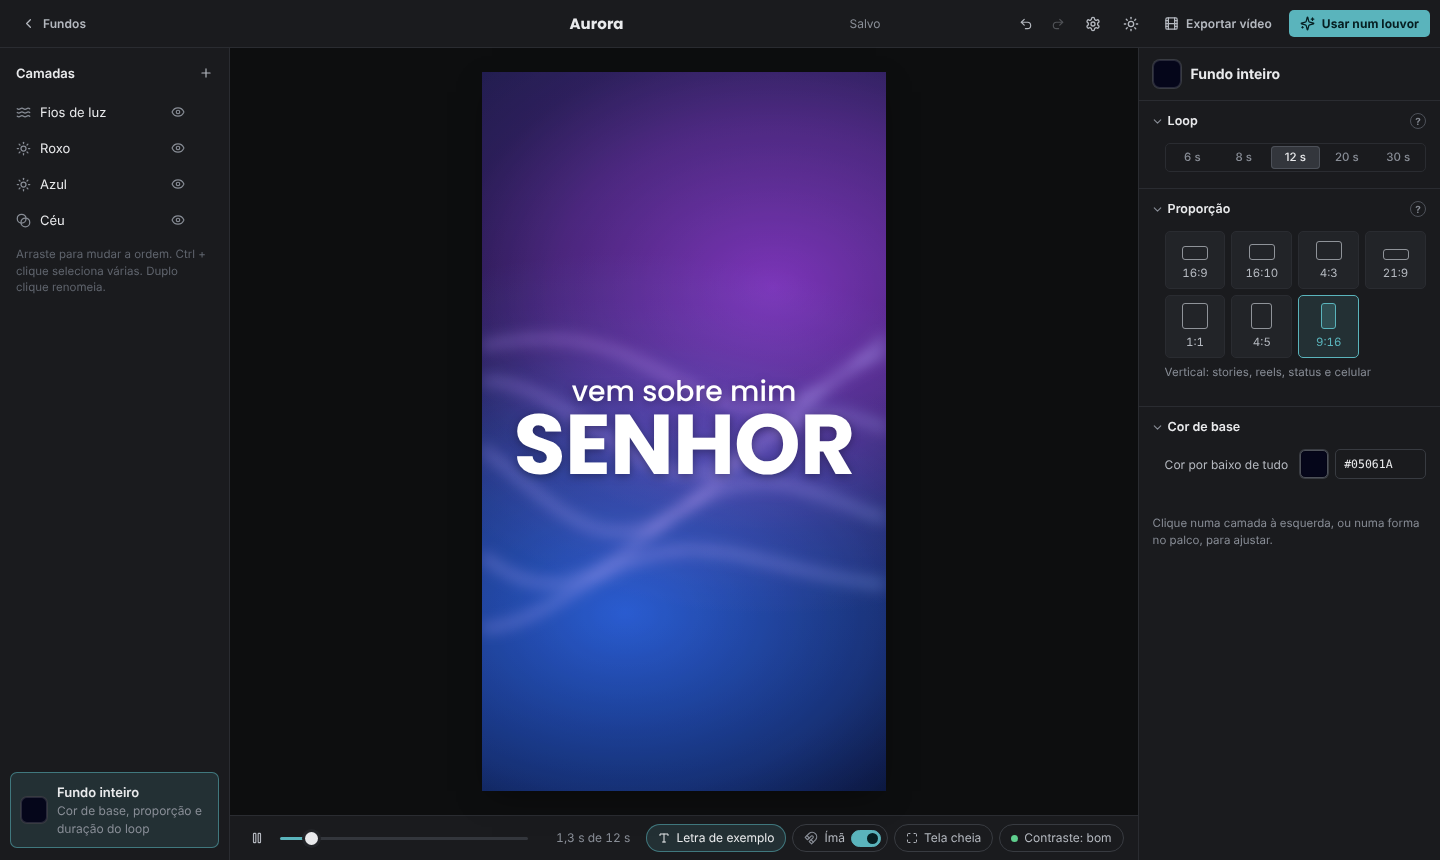 Fundos
Aurora
Salvo
Exportar vídeo
Usar num louvor
Camadas
Fios de luz
Roxo
Azul
Céu
Arraste para mudar a ordem. Ctrl +
clique seleciona várias. Duplo
clique renomeia.
Fundo inteiro
Cor de base, proporção e
duração do loop
vem sobre mim
SENHOR
1,3 s de 12 s
Letra de exemplo
Ímã
Tela cheia
Contraste: bom
Fundo inteiro
Loop
?
6 s 8 s 12 s 20 s 30 s
Proporção
?
16:9 16:10 4:3 21:9
1:1 4:5 9:16
Vertical: stories, reels, status e celular
Cor de base
Cor por baixo de tudo
#05061A
Clique numa camada à esquerda, ou numa forma
no palco, para ajustar.